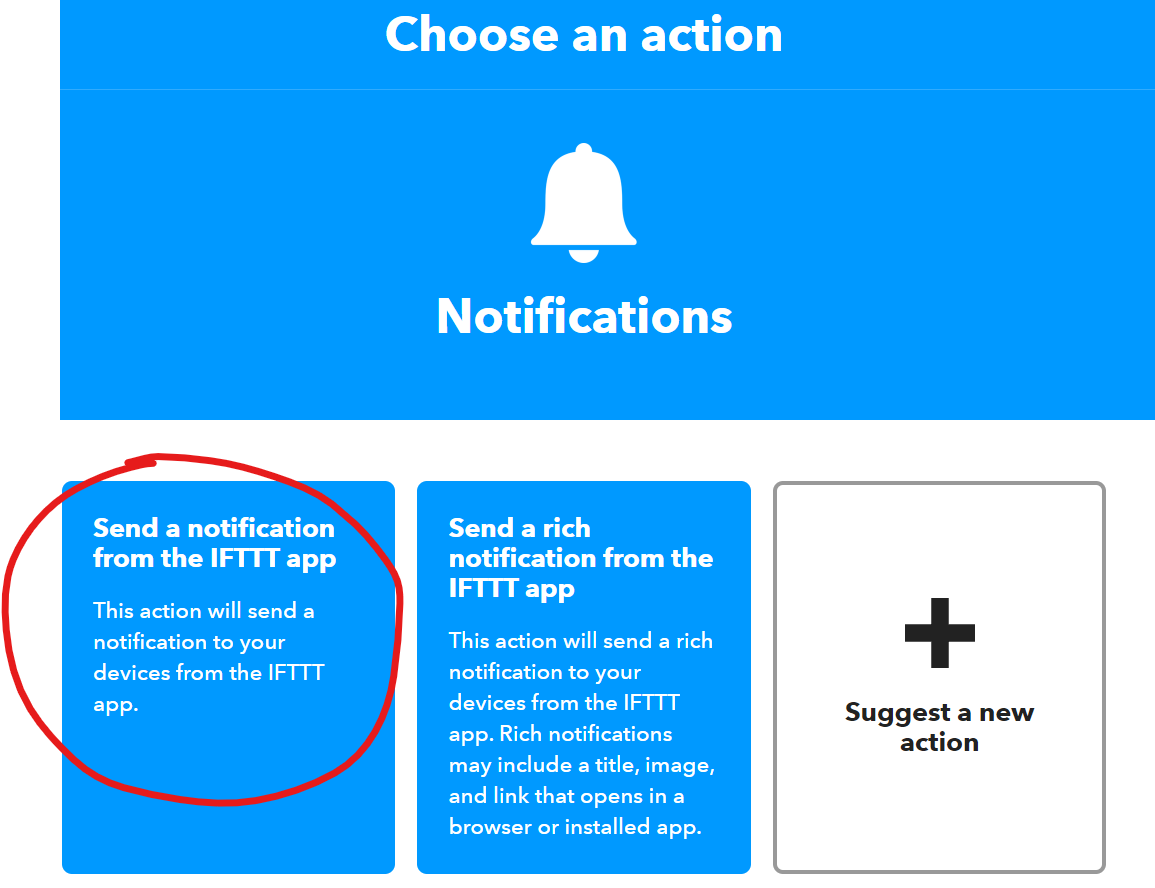 Choose an action
Notifications
Send a notification
from the IFTTT app
This action will send a
notification to your
devices from the IFTTT
app.
Send a rich
notification from the
IFTTT app
This action will send a rich
notification to your
devices from the IFTTT
app. Rich notifications
may include a title, image,
and link that opens in a
browser or installed app.
Suggest a new
action